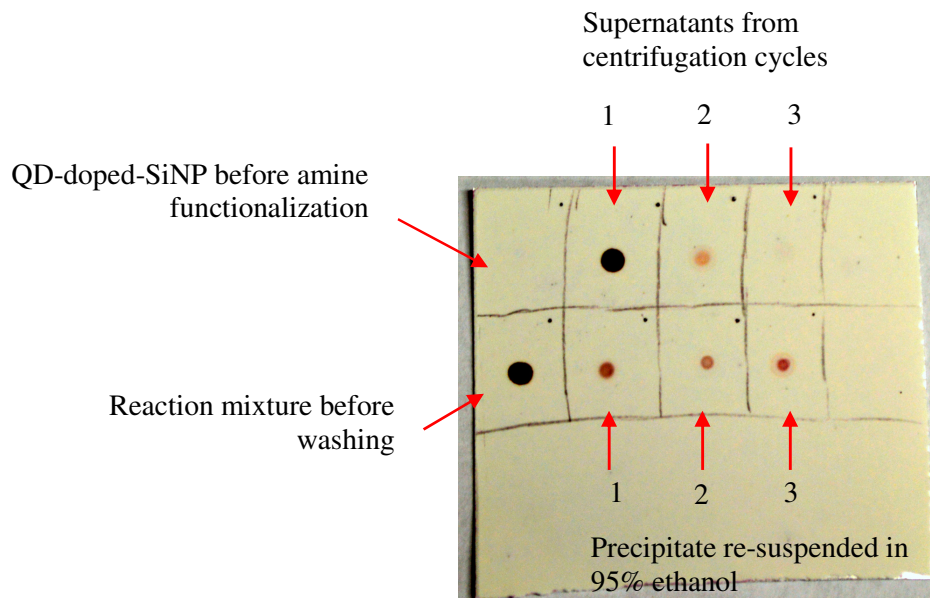 Supernatants from
centrifugation cycles
1 2 3
QD-doped-SiNP before amine
functionalization
Reaction mixture before
washing
1 2 3
Precipitate re-suspended in
95% ethanol